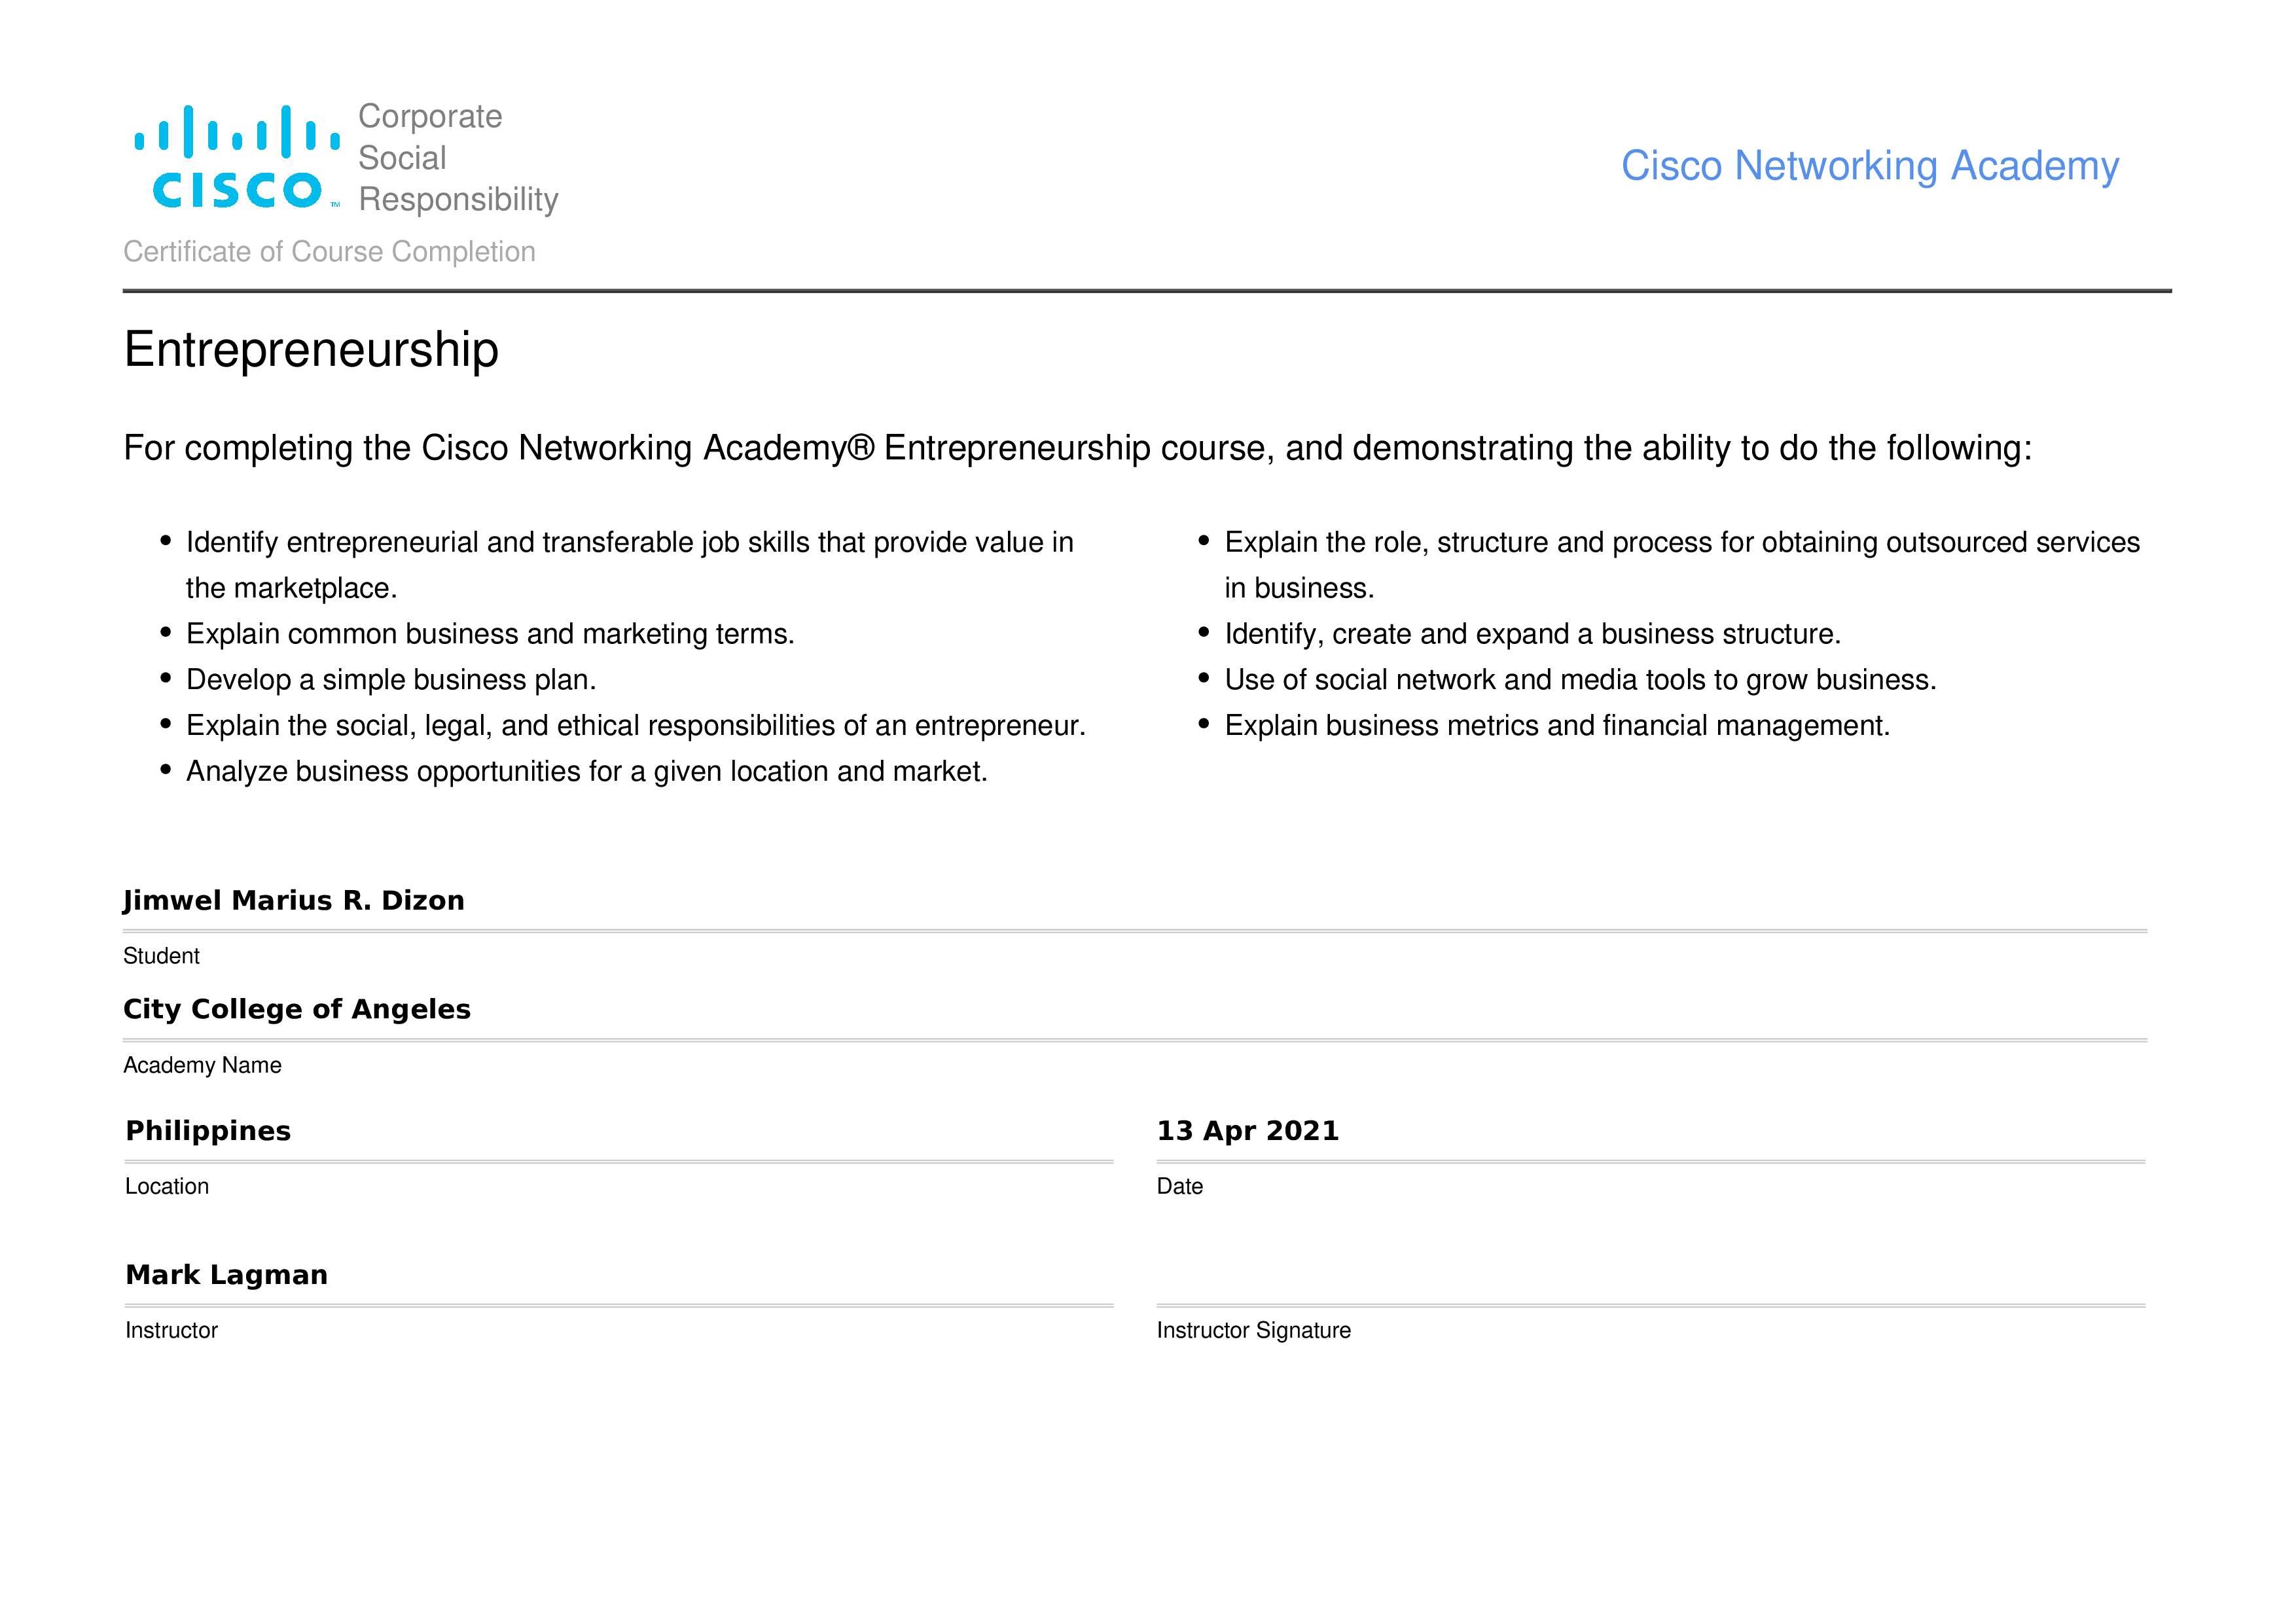 Corporate
Social
Responsibility
CISCO™
Cisco Networking Academy
Certificate of Course Completion
Entrepreneurship
For completing the Cisco Networking Academy® Entrepreneurship course, and demonstrating the ability to do the following:
• Identify entrepreneurial and transferable job skills that provide value in
the marketplace.
• Explain common business and marketing terms.
• Develop a simple business plan.
• Explain the social, legal, and ethical responsibilities of an entrepreneur.
• Analyze business opportunities for a given location and market.
• Explain the role, structure and process for obtaining outsourced services
in business.
• Identify, create and expand a business structure.
• Use of social network and media tools to grow business.
• Explain business metrics and financial management.
Jimwel Marius R. Dizon
Student
City College of Angeles
Academy Name
Philippines
Location
13 Apr 2021
Date
Mark Lagman
Instructor
Instructor Signature